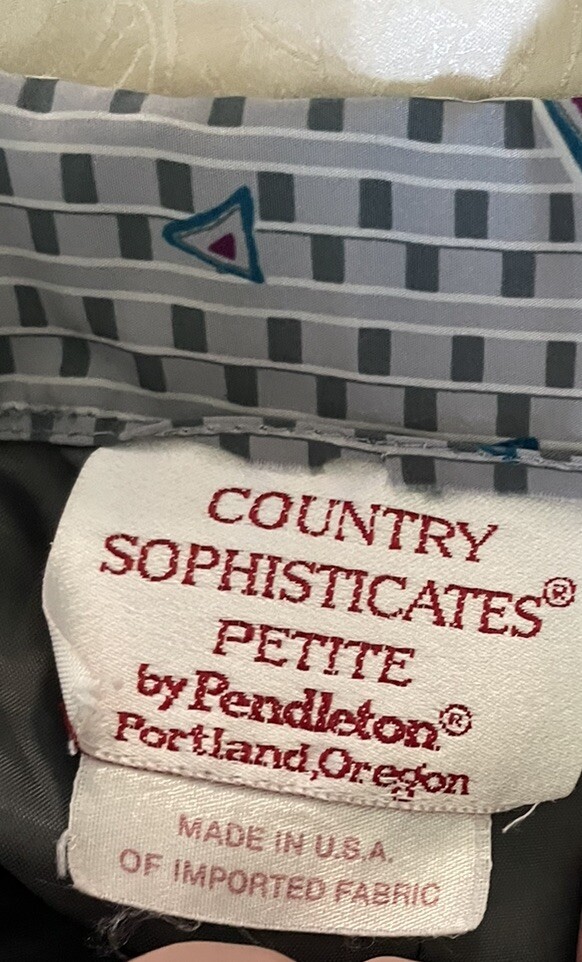 COUNTRY
SOPHISTICATES®
PETITE
by Pendleton®
Portland, Oregon
MADE IN U.S.A.
OF IMPORTED FABRIC